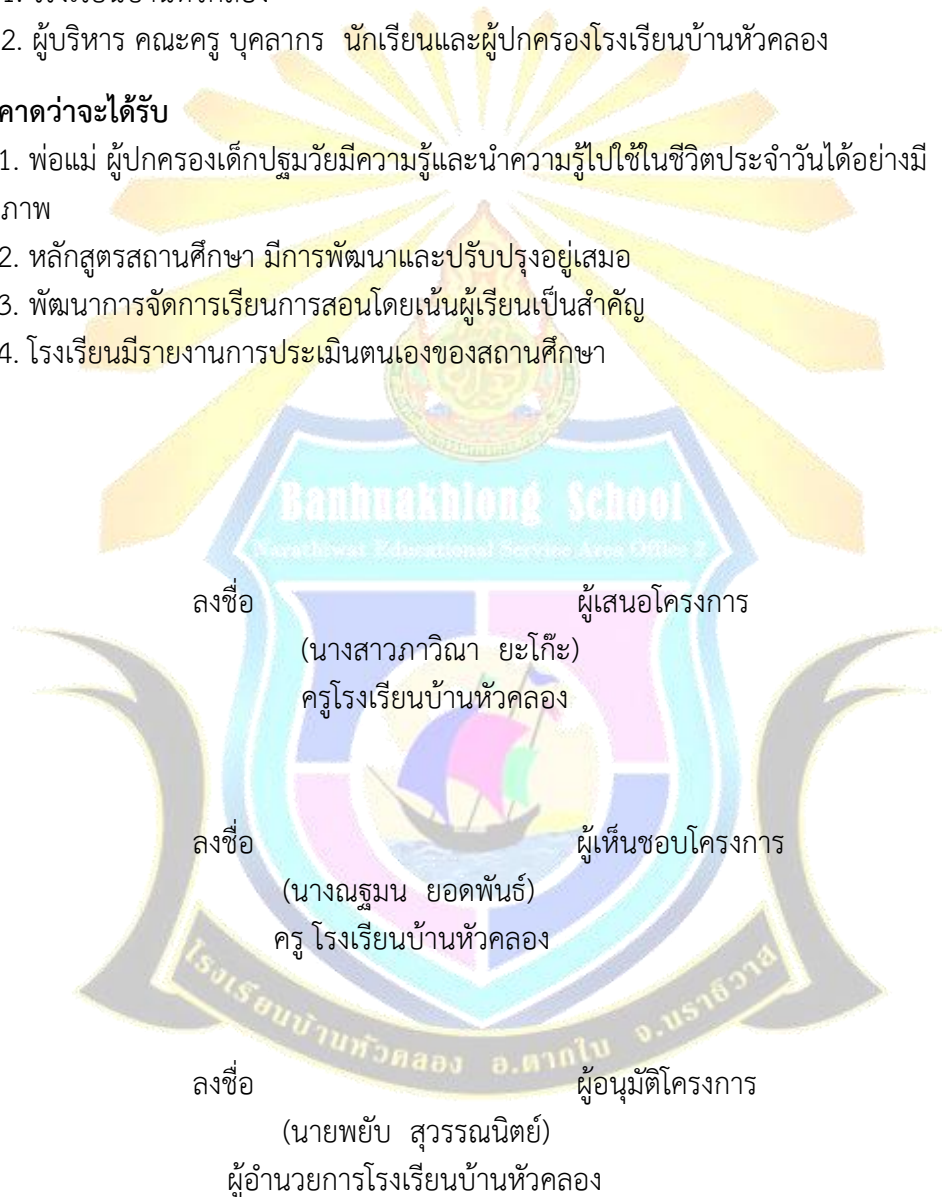 1. โรงเรียนบ้านหัวคลอง
2. ผู้บริหาร คณะครู บุคลากร นักเรียนและผู้ปกครองโรงเรียนบ้านหัวคลอง
คาดว่าจะได้รับ
1. พ่อแม่ ผู้ปกครองเด็กปฐมวัยมีความรู้และนำความรู้ไปใช้ในชีวิตประจำวันได้อย่างมี
ภาพ
2. หลักสูตรสถานศึกษา มีการพัฒนาและปรับปรุงอยู่เสมอ
3. พัฒนาการจัดการเรียนการสอนโดยเน้นผู้เรียนเป็นสำคัญ
4. โรงเรียนมีรายงานการประเมินตนเองของสถานศึกษา
Banhuakhlong School
Narathiwat Educational Service Area Office 2
ลงชื่อ ผู้เสนอโครงการ
(นางสาวภาวิณา ยะโก๊ะ)
ครูโรงเรียนบ้านหัวคลอง
ลงชื่อ ผู้เห็นชอบโครงการ
(นางณฐมน ยอดพันธ์)
ครู โรงเรียนบ้านหัวคลอง
โรงเรียนบ้านหัวคลอง อ.ตากใบ จ.นราธิวาส
ลงชื่อ ผู้อนุมัติโครงการ
(นายพยับ สุวรรณนิตย์)
ผู้อำนวยการโรงเรียนบ้านหัวคลอง